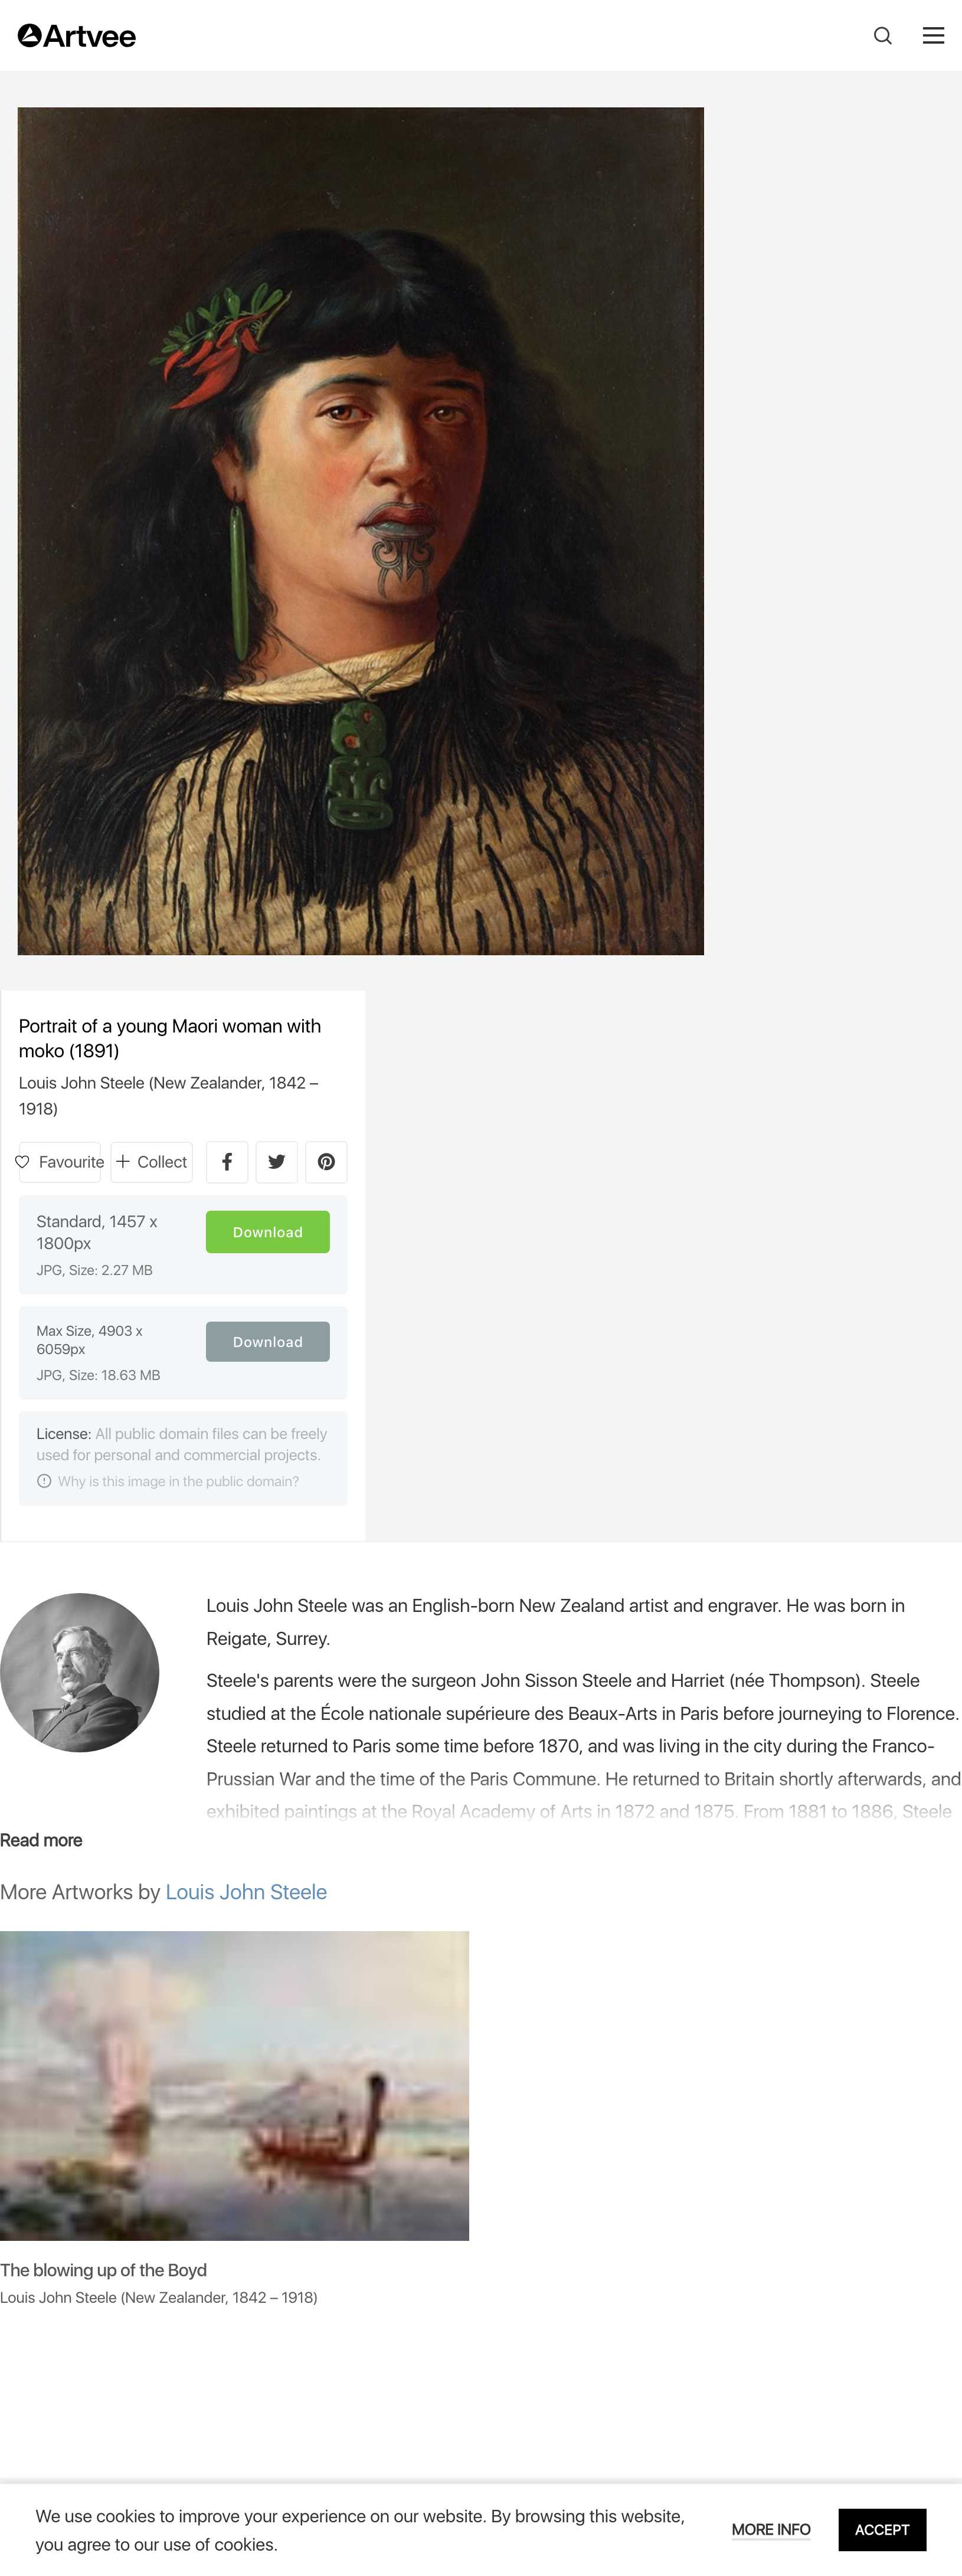 Artvee
Portrait of a young Maori woman with
moko (1891)
Louis John Steele (New Zealander, 1842 –
1918)
Favourite
Collect
Standard, 1457 x
1800px
JPG, Size: 2.27 MB
Download
Max Size, 4903 x
6059px
JPG, Size: 18.63 MB
Download
License: All public domain files can be freely
used for personal and commercial projects.
Why is this image in the public domain?
Louis John Steele was an English-born New Zealand artist and engraver. He was born in
Reigate, Surrey.
Steele's parents were the surgeon John Sisson Steele and Harriet (née Thompson). Steele
studied at the École nationale supérieure des Beaux-Arts in Paris before journeying to Florence.
Steele returned to Paris some time before 1870, and was living in the city during the Franco-
Prussian War and the time of the Paris Commune. He returned to Britain shortly afterwards, and
exhibited paintings at the Royal Academy of Arts in 1872 and 1875. From 1881 to 1886, Steele
Read more
More Artworks by Louis John Steele
The blowing up of the Boyd
Louis John Steele (New Zealander, 1842 – 1918)
We use cookies to improve your experience on our website. By browsing this website,
you agree to our use of cookies.
MORE INFO
ACCEPT